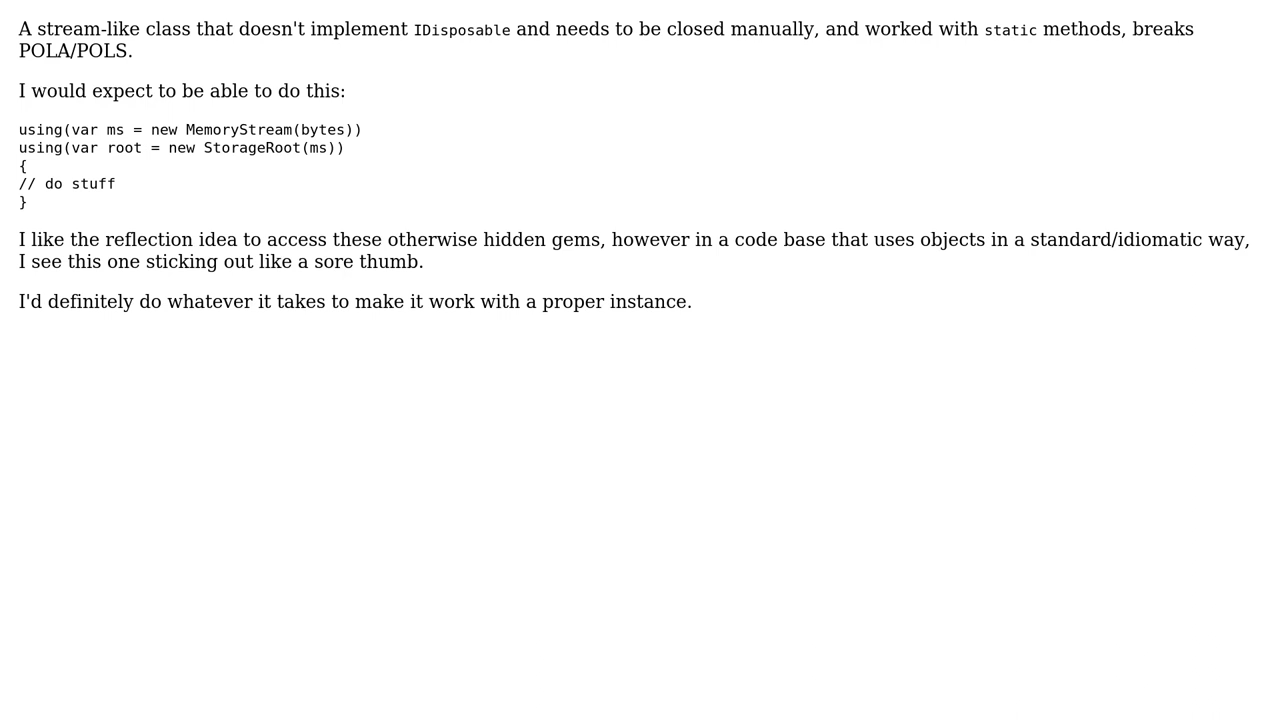 A stream-like class that doesn't implement IDisposable and needs to be closed manually, and worked with static methods, breaks
POLA/POLS.
I would expect to be able to do this:
using(var ms = new MemoryStream(bytes))
using(var root = new StorageRoot(ms))
{
// do stuff
}
I like the reflection idea to access these otherwise hidden gems, however in a code base that uses objects in a standard/idiomatic way,
I see this one sticking out like a sore thumb.
I'd definitely do whatever it takes to make it work with a proper instance.